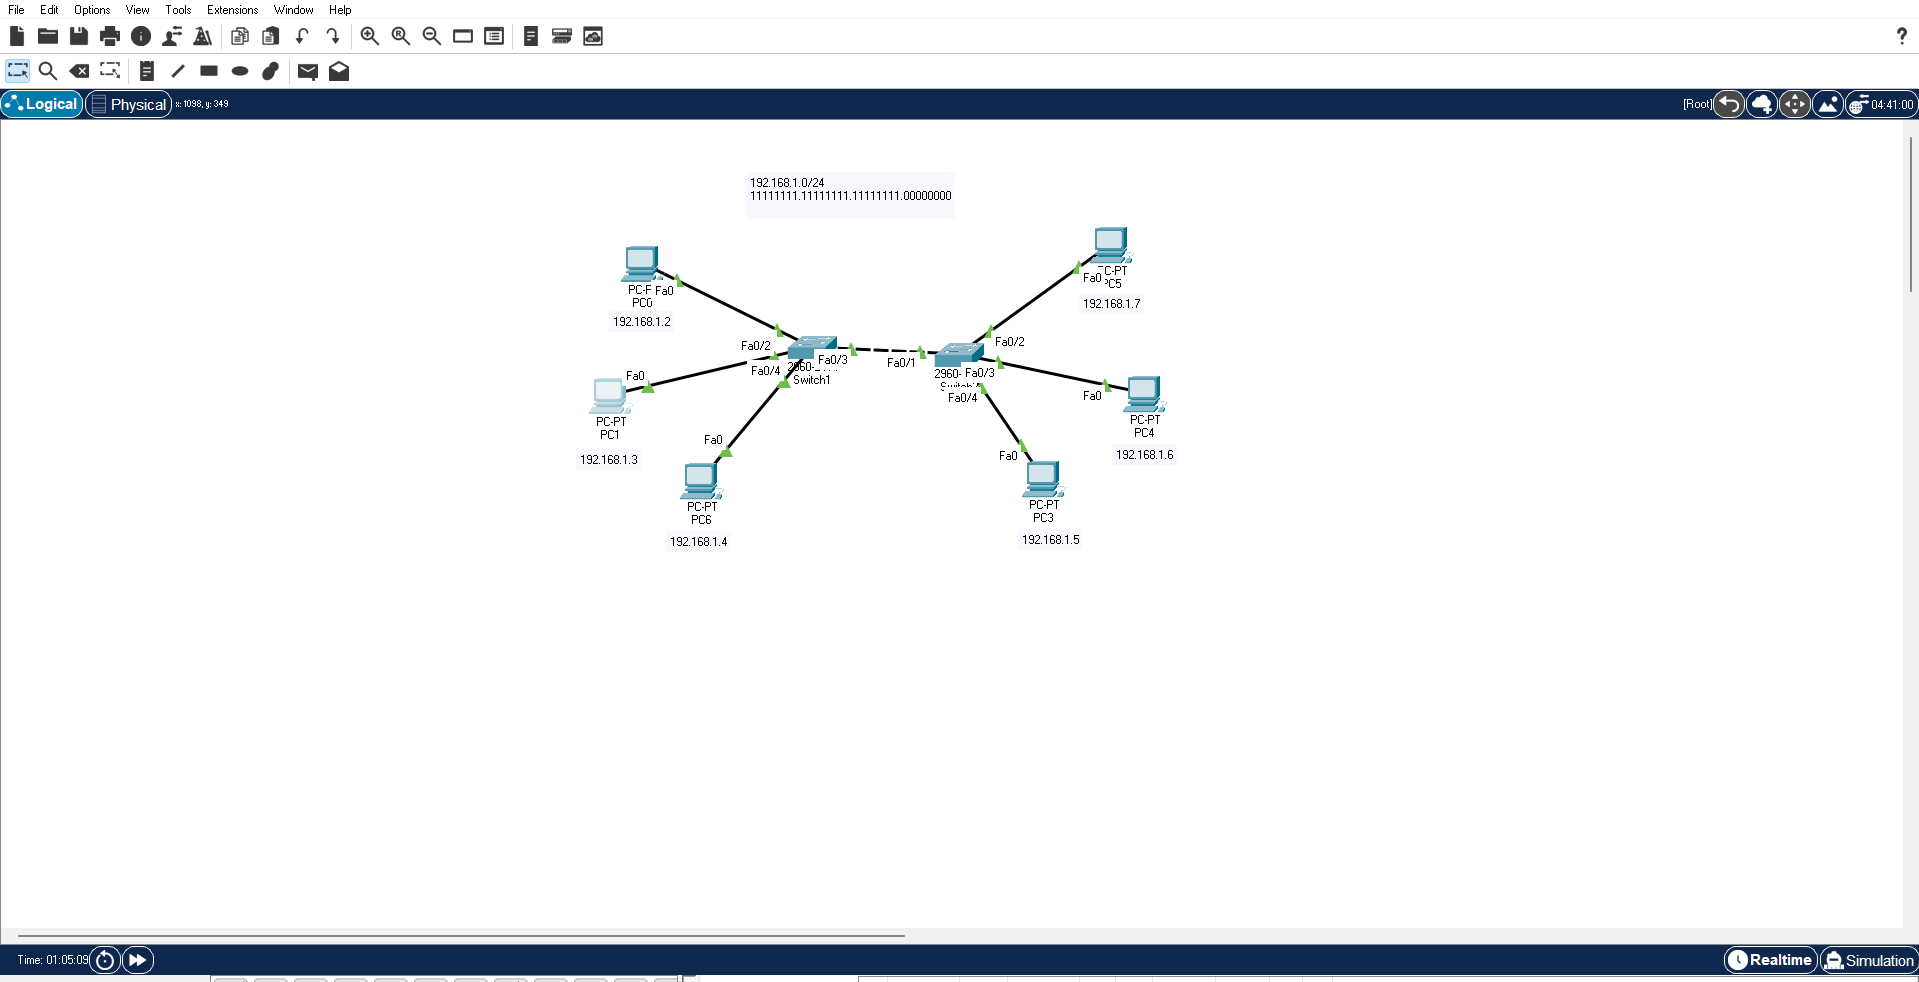 File Edit Options View Tools Extensions Window Help
?
Logical Physical x: 1098, y: 349
[Root] 04:41:00
192.168.1.0/24
11111111.11111111.11111111.00000000
PC-PT
PC5
Fa0
192.168.1.7
Fa0
PC0
192.168.1.2
Fa0/2
Fa0/3
Fa0/4
2960-
Switch1
Fa0/1
Fa0/2
2960-
Fa0/3
Fa0/4
Fa0
PC-PT
PC1
192.168.1.3
Fa0
PC-PT
PC4
192.168.1.6
Fa0
PC-PT
PC6
192.168.1.4
Fa0
PC-PT
PC3
192.168.1.5
Time: 01:05:09
Realtime Simulation